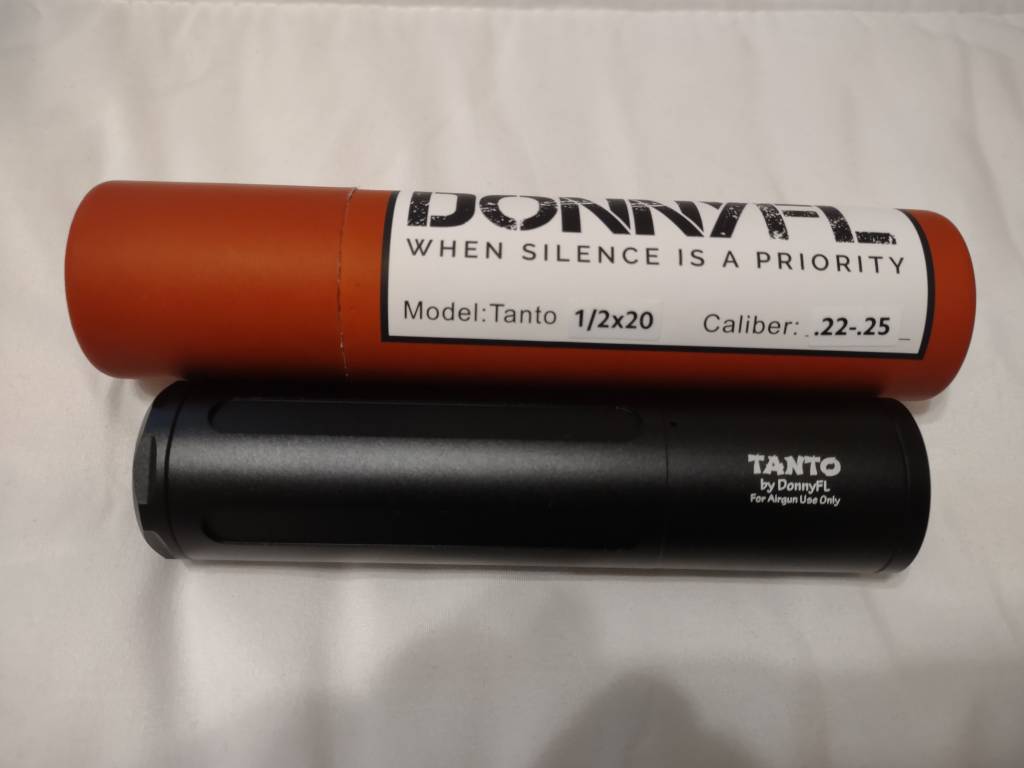 DONNYFL
WHEN SILENCE IS A PRIORITY
Model:Tanto 1/2x20 Caliber: .22-.25
TANTO
by DonnyFL
For Airgun Use Only